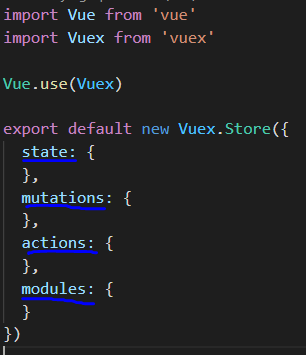 import Vue from 'vue'
import Vuex from 'vuex'
Vue.use(Vuex)
export default new Vuex.Store({
state: {
},
mutations: {
},
actions: {
},
modules: {
}
})